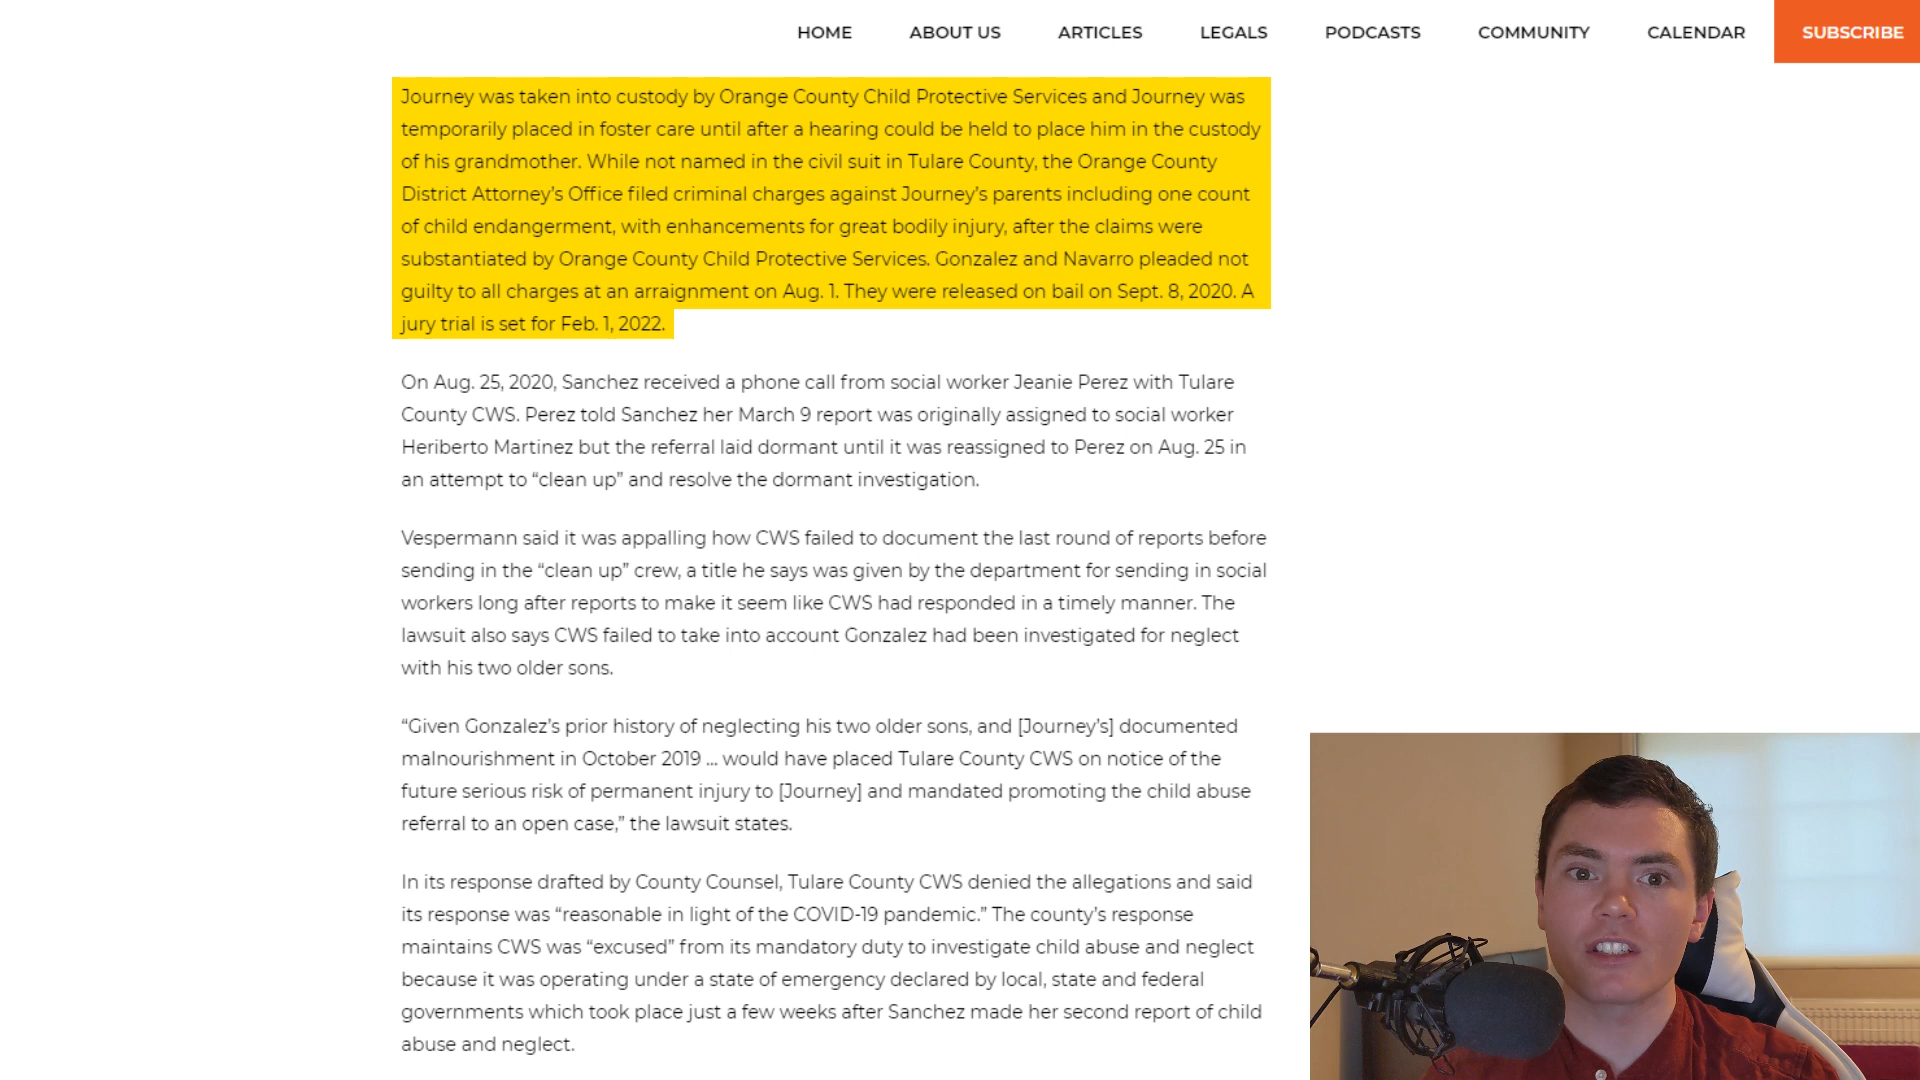 HOME ABOUT US ARTICLES LEGALS PODCASTS COMMUNITY CALENDAR SUBSCRIBE
Journey was taken into custody by Orange County Child Protective Services and Journey was
temporarily placed in foster care until after a hearing could be held to place him in the custody
of his grandmother. While not named in the civil suit in Tulare County, the Orange County
District Attorney’s Office filed criminal charges against Journey’s parents including one count
of child endangerment, with enhancements for great bodily injury, after the claims were
substantiated by Orange County Child Protective Services. Gonzalez and Navarro pleaded not
guilty to all charges at an arraignment on Aug. 1. They were released on bail on Sept. 8, 2020. A
jury trial is set for Feb. 1, 2022.
On Aug. 25, 2020, Sanchez received a phone call from social worker Jeanie Perez with Tulare
County CWS. Perez told Sanchez her March 9 report was originally assigned to social worker
Heriberto Martinez but the referral laid dormant until it was reassigned to Perez on Aug. 25 in
an attempt to “clean up” and resolve the dormant investigation.
Vespermann said it was appalling how CWS failed to document the last round of reports before
sending in the “clean up” crew, a title he says was given by the department for sending in social
workers long after reports to make it seem like CWS had responded in a timely manner. The
lawsuit also says CWS failed to take into account Gonzalez had been investigated for neglect
with his two older sons.
“Given Gonzalez’s prior history of neglecting his two older sons, and [Journey’s] documented
malnourishment in October 2019 ... would have placed Tulare County CWS on notice of the
future serious risk of permanent injury to [Journey] and mandated promoting the child abuse
referral to an open case,” the lawsuit states.
In its response drafted by County Counsel, Tulare County CWS denied the allegations and said
its response was “reasonable in light of the COVID-19 pandemic.” The county’s response
maintains CWS was “excused” from its mandatory duty to investigate child abuse and neglect
because it was operating under a state of emergency declared by local, state and federal
governments which took place just a few weeks after Sanchez made her second report of child
abuse and neglect.